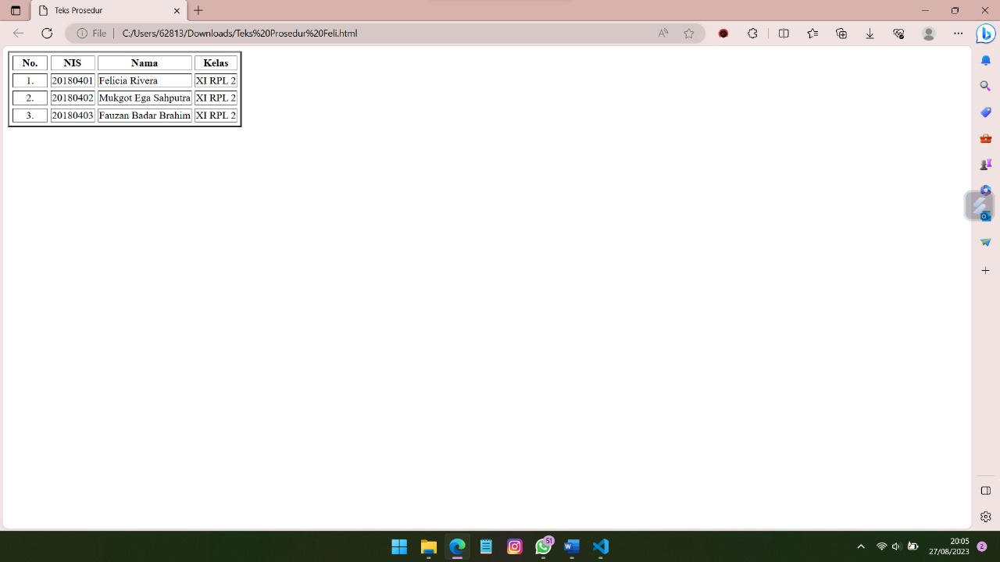 Teks Prosedur
File C:/Users/62813/Downloads/Teks%20Prosedur%20Feli.html
No. NIS Nama Kelas
1. 20180401 Felicia Rivera XI RPL 2
2. 20180402 Mukgot Ega Sahputra XI RPL 2
3. 20180403 Fauzan Badar Brahim XI RPL 2
51
20:05
27/08/2023
2